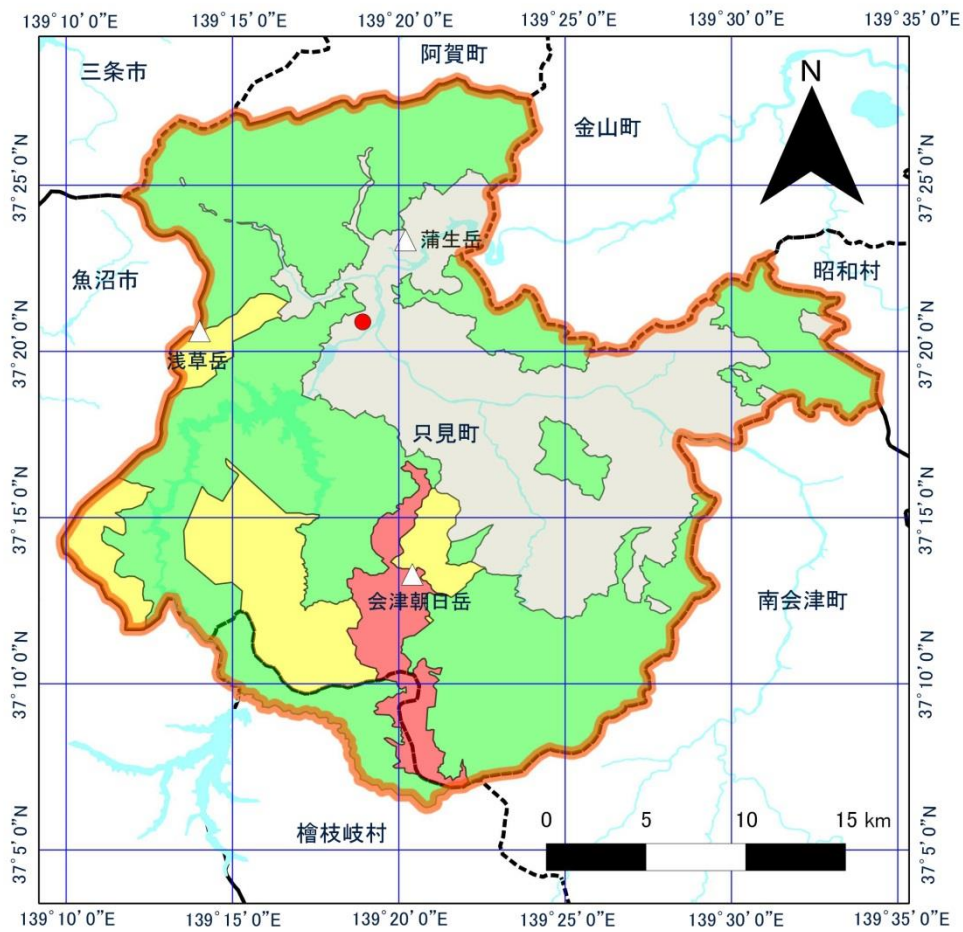 139°10'0"E 139°15'0"E 139°20'0"E 139°25'0"E 139°30'0"E 139°35'0"E
阿賀町
三条市
N
金山町
37°25'0"N 37°25'0"N
蒲生岳
昭和村
魚沼市
37°20'0"N 37°20'0"N
浅草岳
只見町
37°15'0"N 37°15'0"N
会津朝日岳
南会津町
37°10'0"N 37°10'0"N
0 5 10 15 km
檜枝岐村
37°5'0"N 37°5'0"N
139°10'0"E 139°15'0"E 139°20'0"E 139°25'0"E 139°30'0"E 139°35'0"E